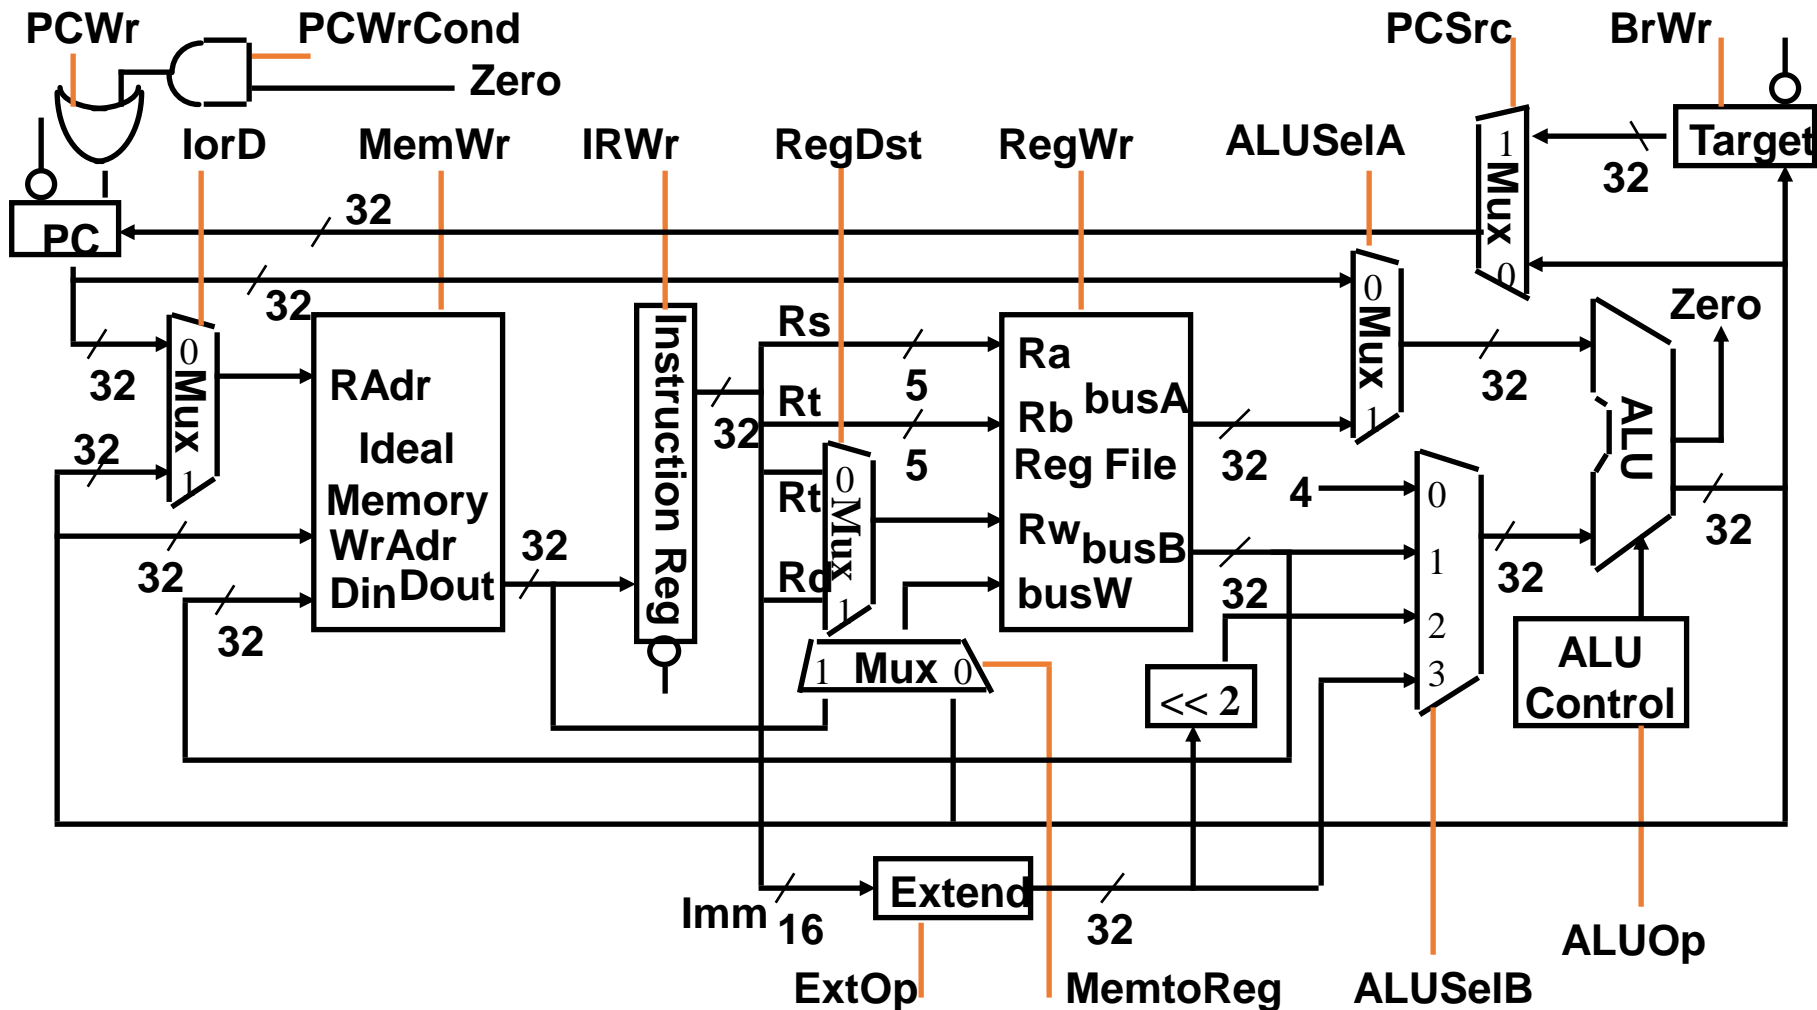 PCWr
PCWrCond
PCSrc
BrWr
Zero
IorD
MemWr
IRWr
RegDst
RegWr
ALUSelA
1
Mux
0
Target
32
32
PC
32
32
0
Mux
1
32
32
32
RAdr
Ideal
Memory
WrAdr
Din
Dout
32
32
Instruction Reg
32
Rs
5
Rt
5
Rt
Rd
0
Mux
1
Ra
Rb
busA
Reg File
Rw
busB
busW
32
32
0
Mux
1
32
Zero
ALU
32
4
0
1
2
3
32
1
Mux
0
<< 2
ALU
Control
Imm
16
Extend
32
ExtOp
MemtoReg
ALUSelB
ALUOp